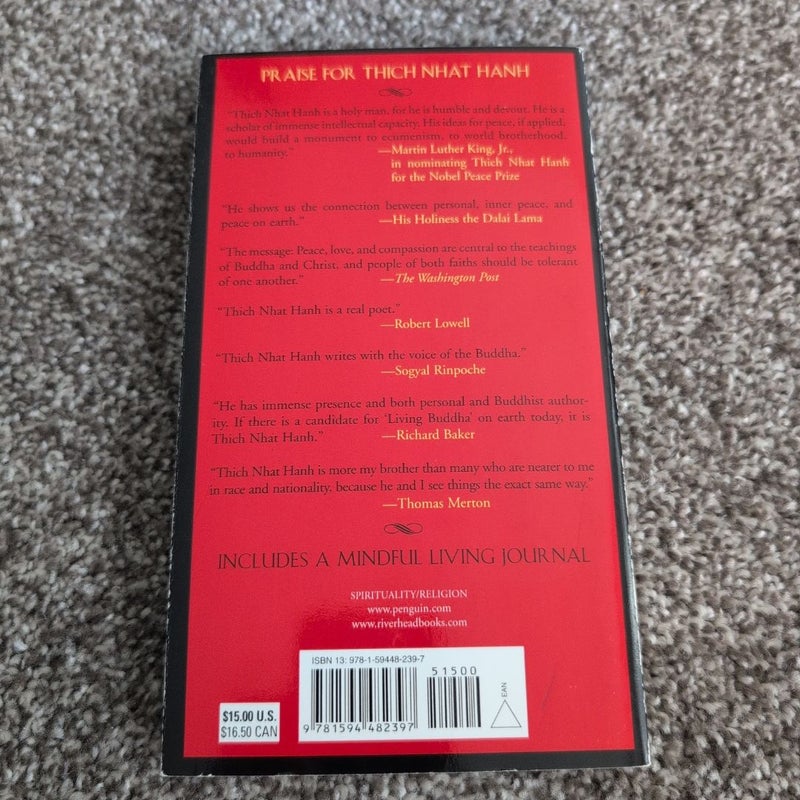 PRAISE FOR THICH NHAT HANH
“Thich Nhat Hanh is a holy man, for he is humble and devout. He is a
scholar of immense intellectual capacity. His ideas for peace, if applied,
would build a monument to ecumenism, to world brotherhood,
to humanity.” —Martin Luther King, Jr.,
in nominating Thich Nhat Hanh
for the Nobel Peace Prize
“He shows us the connection between personal, inner peace, and
peace on earth.” —His Holiness the Dalai Lama
“The message: Peace, love, and compassion are central to the teachings
of Buddha and Christ, and people of both faiths should be tolerant
of one another.” —The Washington Post
“Thich Nhat Hanh is a real poet.”
—Robert Lowell
“Thich Nhat Hanh writes with the voice of the Buddha.”
—Sogyal Rinpoche
“He has immense presence and both personal and Buddhist author-
ity. If there is a candidate for ‘Living Buddha’ on earth today, it is
Thich Nhat Hanh.” —Richard Baker
“Thich Nhat Hanh is more my brother than many who are nearer to me
in race and nationality, because he and I see things the exact same way.”
—Thomas Merton
INCLUDES A MINDFUL LIVING JOURNAL
SPIRITUALITY/RELIGION
www.penguin.com
www.riverheadbooks.com
ISBN 13: 978-1-59448-239-7
51500
EAN
$15.00 U.S.
$16.50 CAN
9 781594 482397